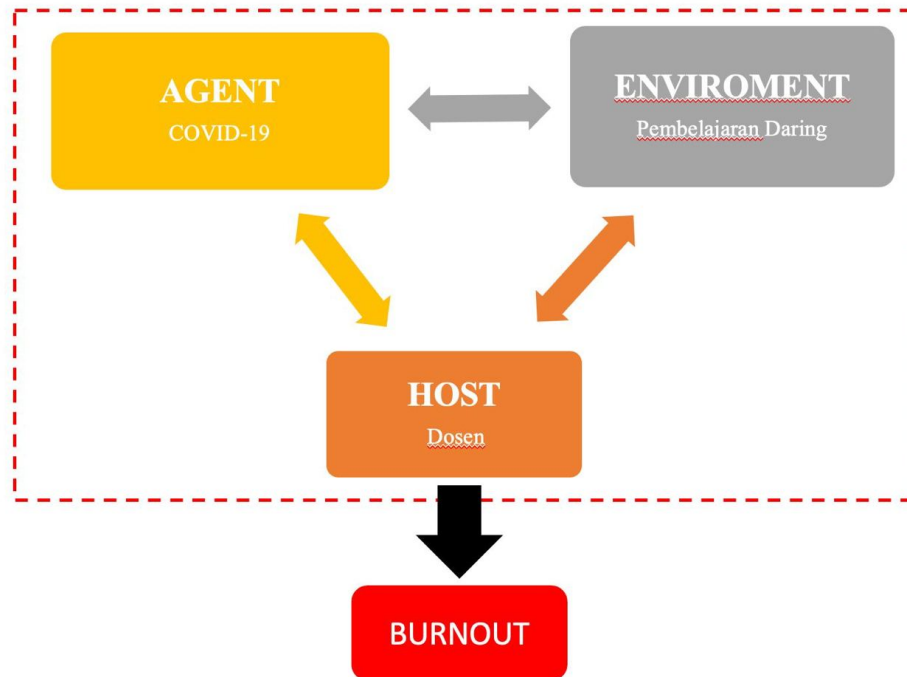 AGENT
COVID-19
ENVIROMENT
Pembelajaran Daring
HOST
Dosen
BURNOUT